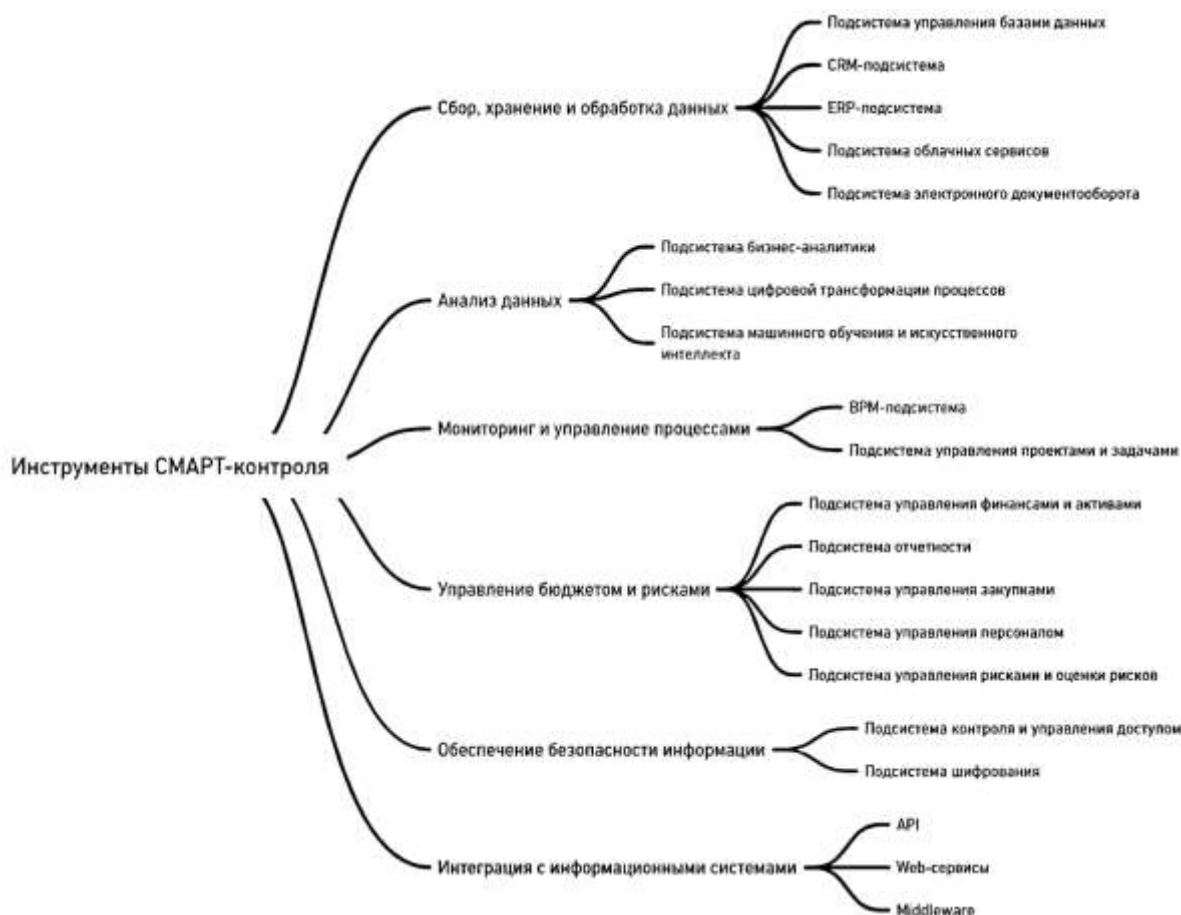 Инструменты СМАРТ-контроля
Сбор, хранение и обработка данных
Подсистема управления базами данных
CRM-подсистема
ERP-подсистема
Подсистема облачных сервисов
Подсистема электронного документооборота
Анализ данных
Подсистема бизнес-аналитики
Подсистема цифровой трансформации процессов
Подсистема машинного обучения и искусственного
интеллекта
Мониторинг и управление процессами
BPM-подсистема
Подсистема управления проектами и задачами
Управление бюджетом и рисками
Подсистема управления финансами и активами
Подсистема отчетности
Подсистема управления закупками
Подсистема управления персоналом
Подсистема управления рисками и оценки рисков
Обеспечение безопасности информации
Подсистема контроля и управления доступом
Подсистема шифрования
Интеграция с информационными системами
API
Web-сервисы
Middleware